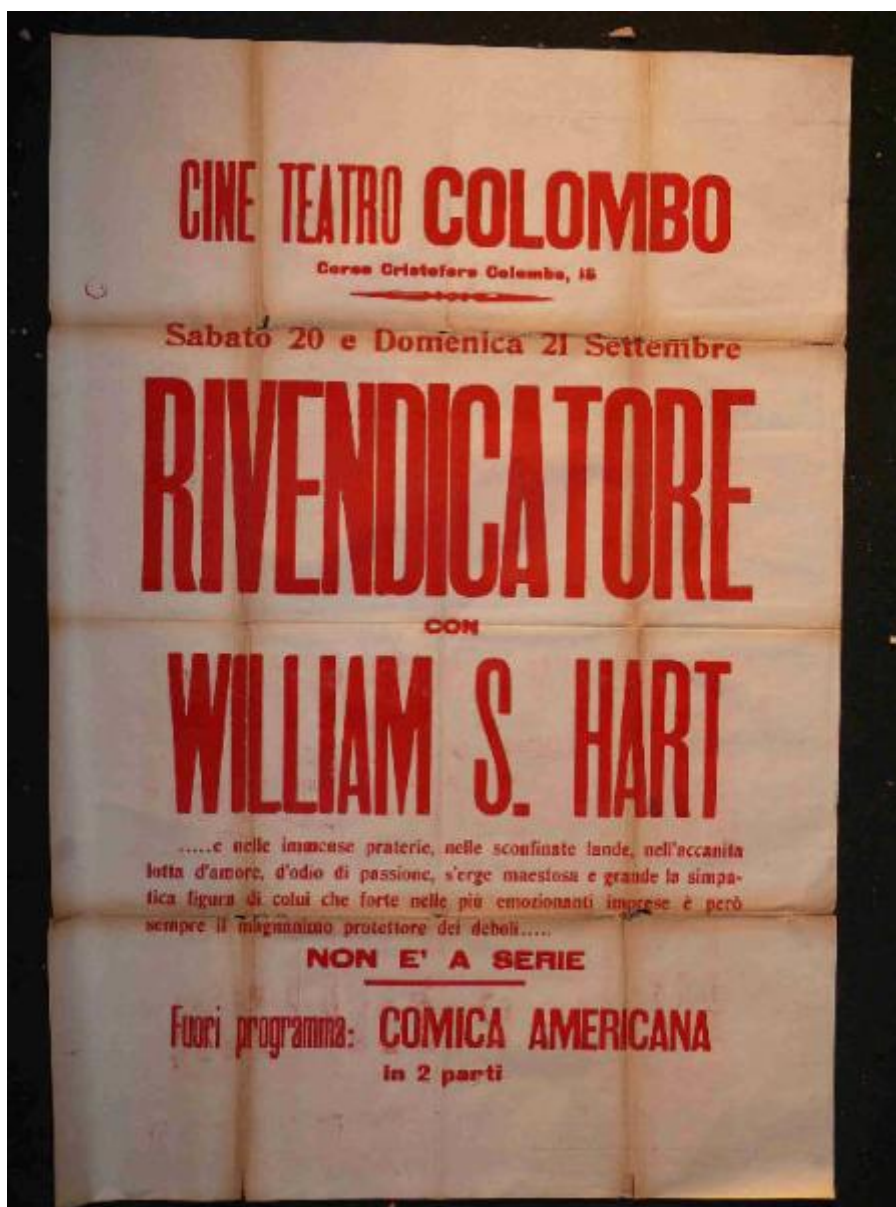 CINE TEATRO COLOMBO
Corso Cristoforo Colombo, 15
Sabato 20 e Domenica 21 Settembre
RIVENDICATORE
CON
WILLIAM S. HART
.....e nelle immense praterie, nelle sconfinate lande, nell'accanita
lotta d'amore, d'odio di passione, s'erge maestosa e grande la simpa-
tica figura di colui che forte nelle più emozionanti imprese è però
sempre il magnanimo protettore dei deboli.....
NON E' A SERIE
Fuori programma: COMICA AMERICANA
in 2 parti